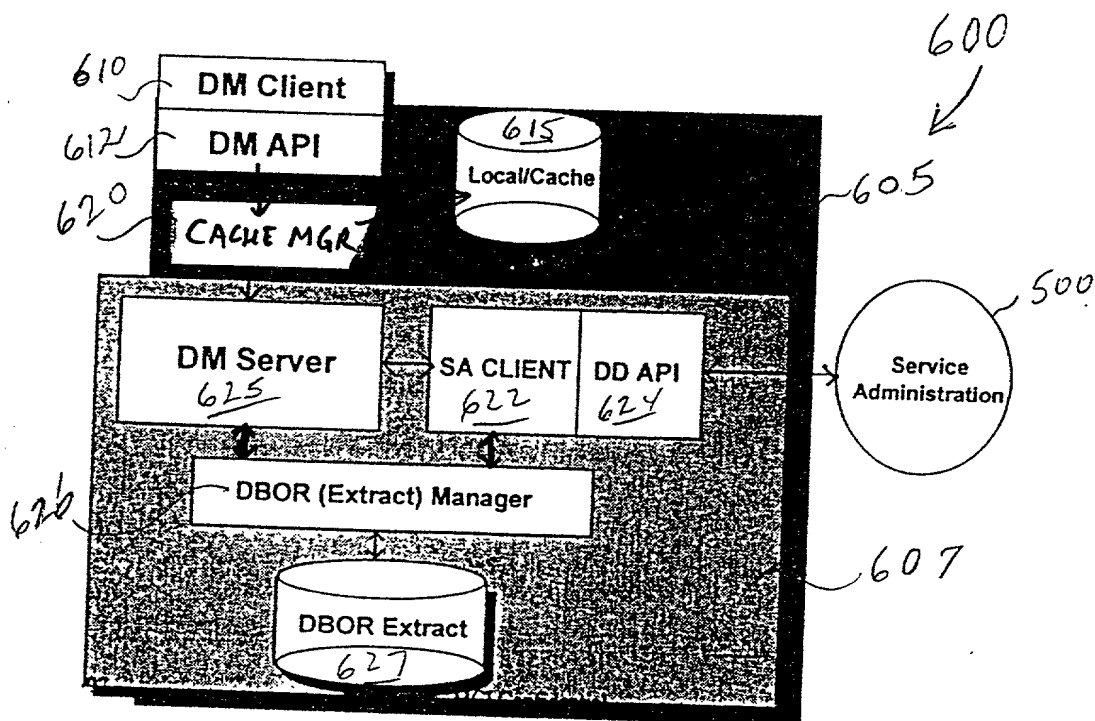 600
610
DM Client
612
DM API
615
Local/Cache
605
620
CACHE MGR
500
DM Server
625
SA CLIENT
622
DD API
624
Service
Administration
626
DBOR (Extract) Manager
607
DBOR Extract
627